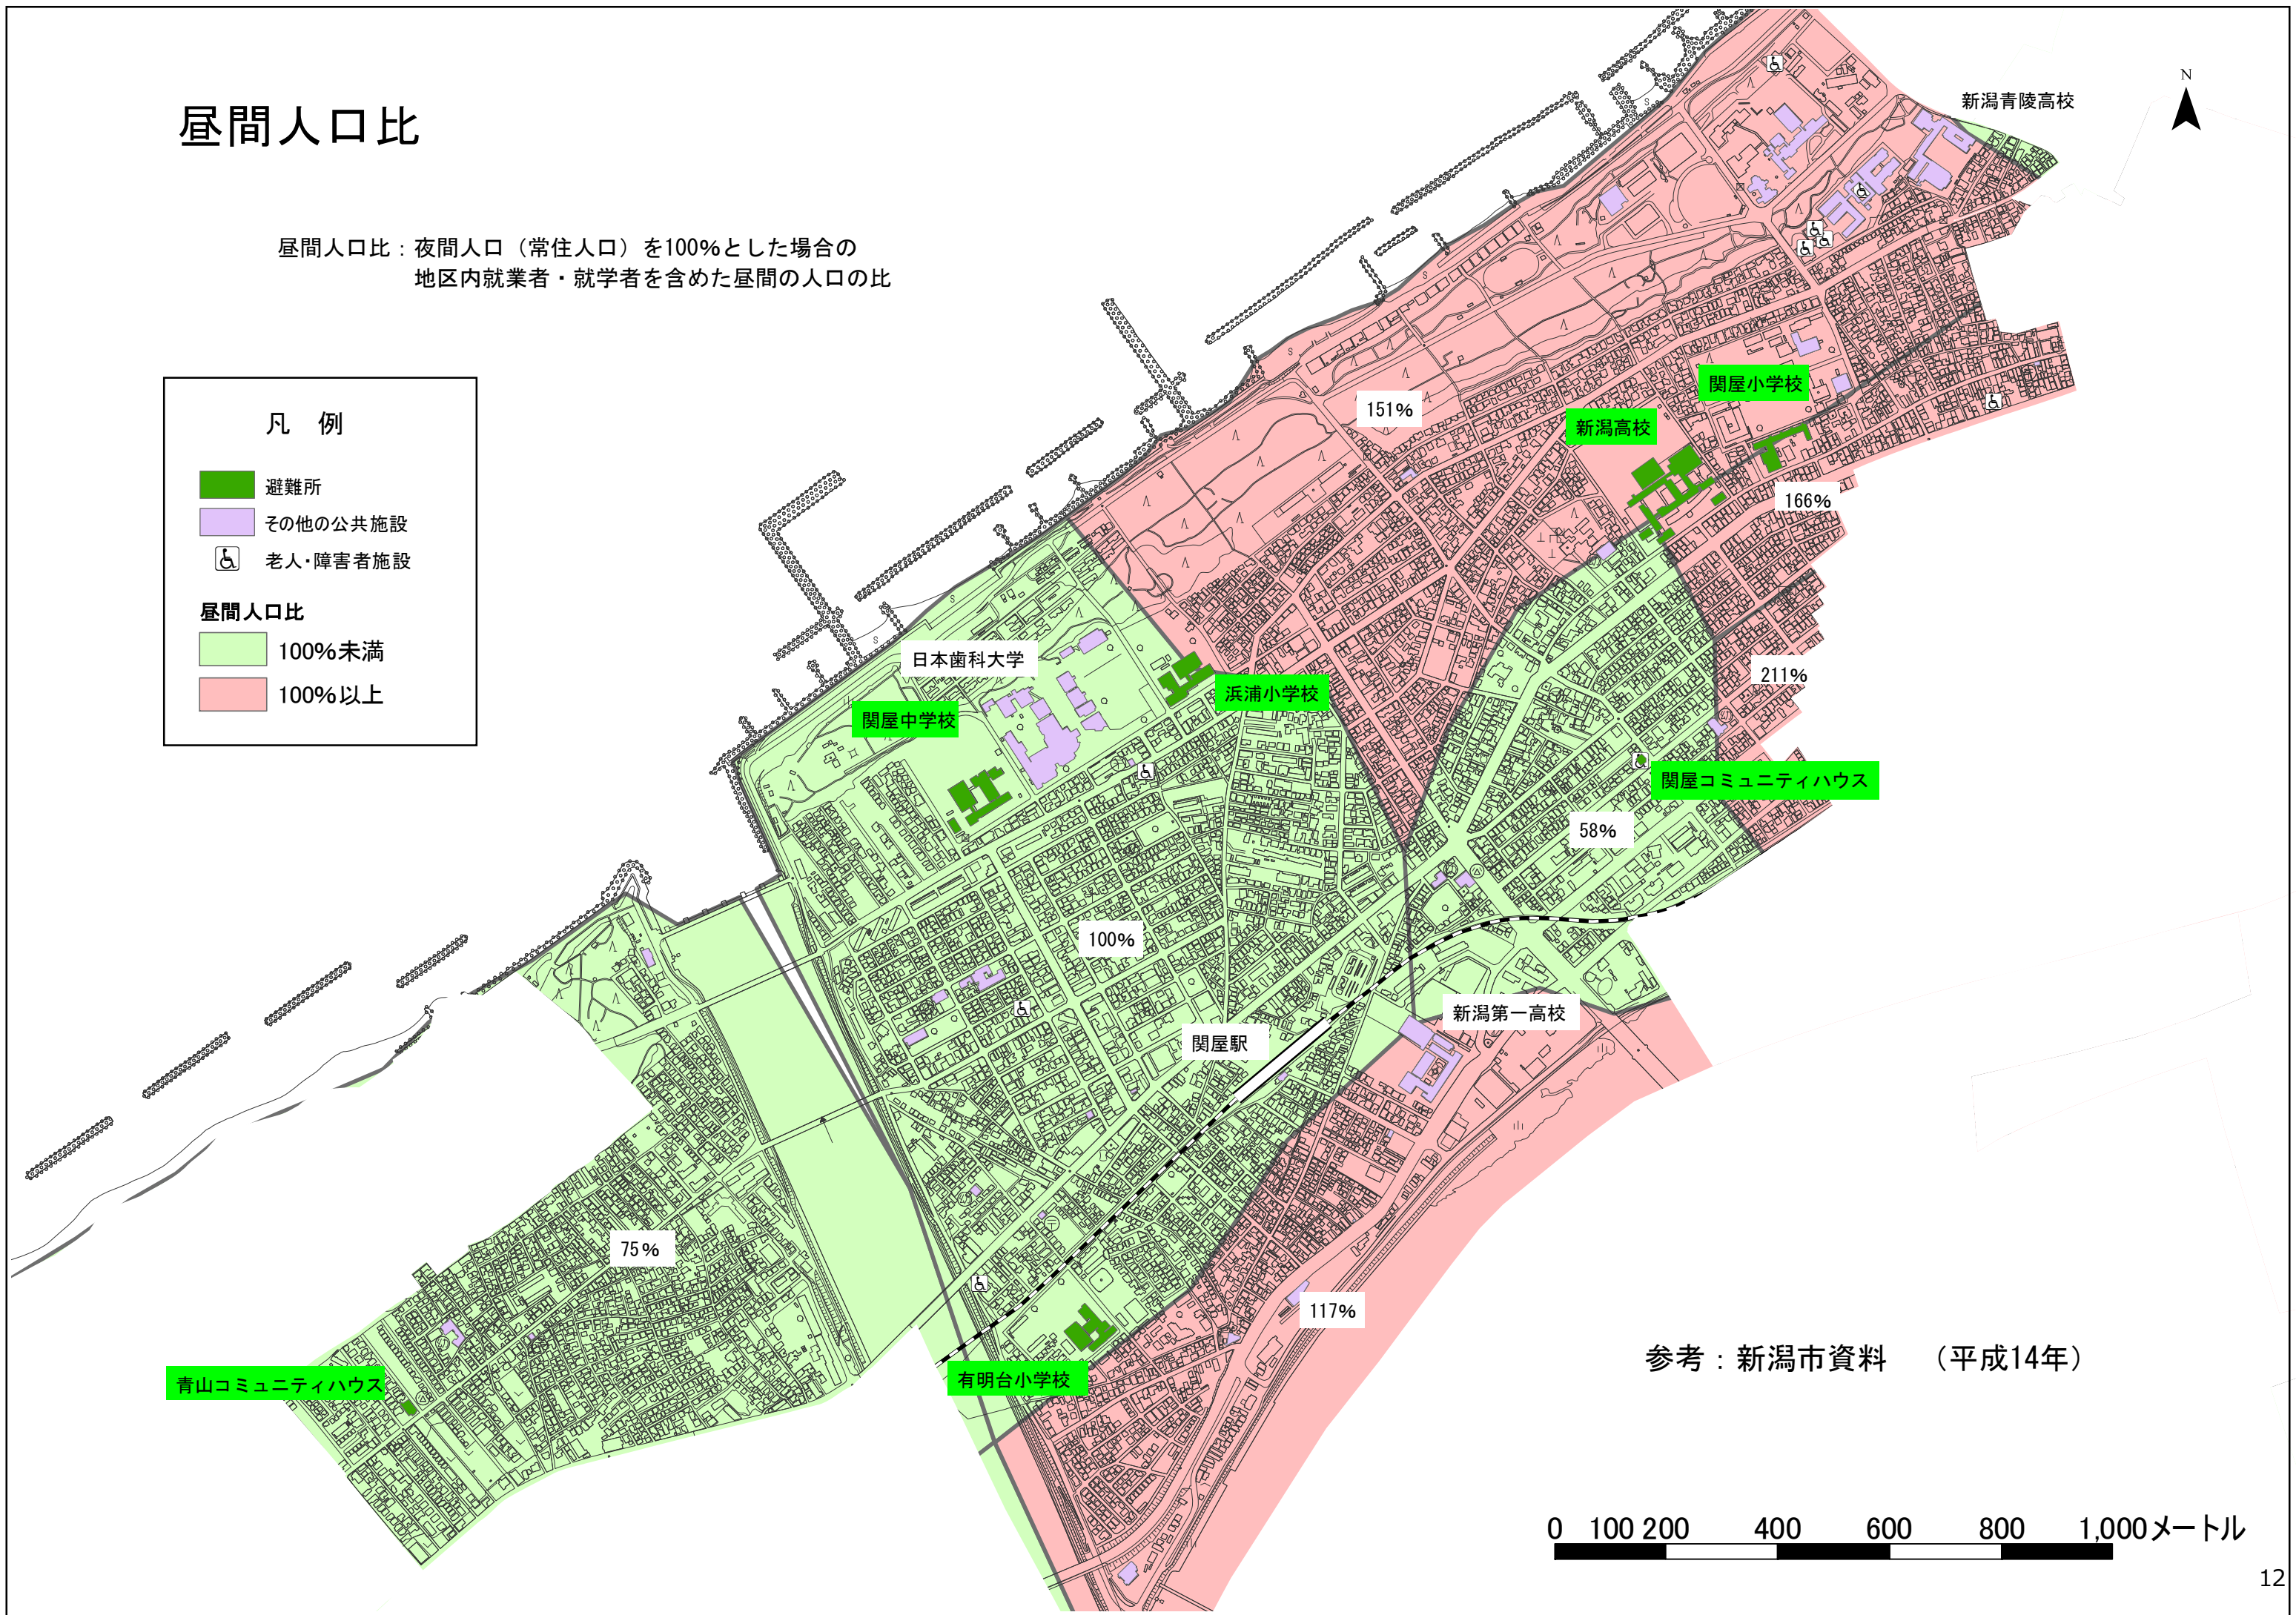 昼間人口比
昼間人口比：夜間人口（常住人口）を100％とした場合の
地区内就業者・就学者を含めた昼間の人口の比
凡　例
避難所
その他の公共施設
老人・障害者施設
昼間人口比
100％未満
100％以上
N
新潟青陵高校
関屋小学校
151％
新潟高校
166％
日本歯科大学
211％
浜浦小学校
関屋中学校
関屋コミュニティハウス
58％
100％
新潟第一高校
関屋駅
75％
117％
参考：新潟市資料　（平成14年）
有明台小学校
青山コミュニティハウス
0 100 200 400 600 800 1,000メートル
12